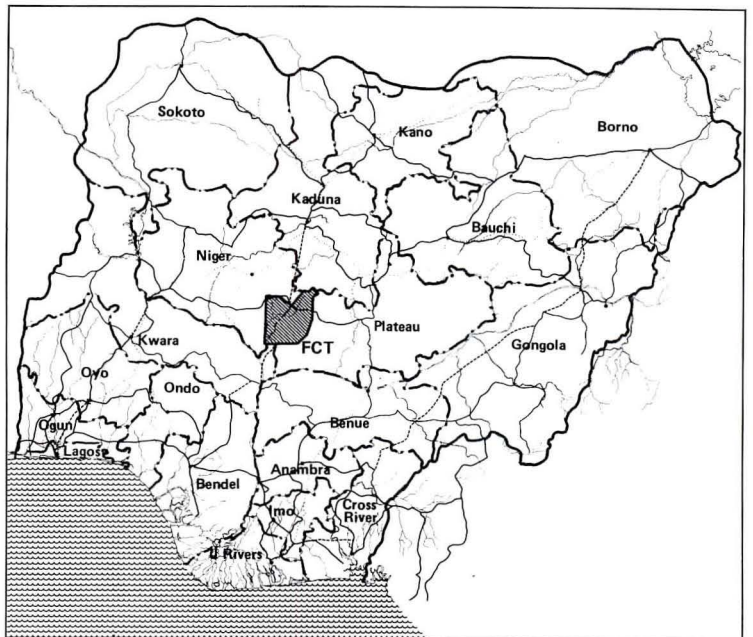 Sokoto
Kano
Borno
Kaduna
Bauchi
Niger
Plateau
FCT
Kwara
Gongola
Oyo
Ondo
Ogun
Benue
Lagos
Anambra
Bendel
Imo
Cross
River
Rivers